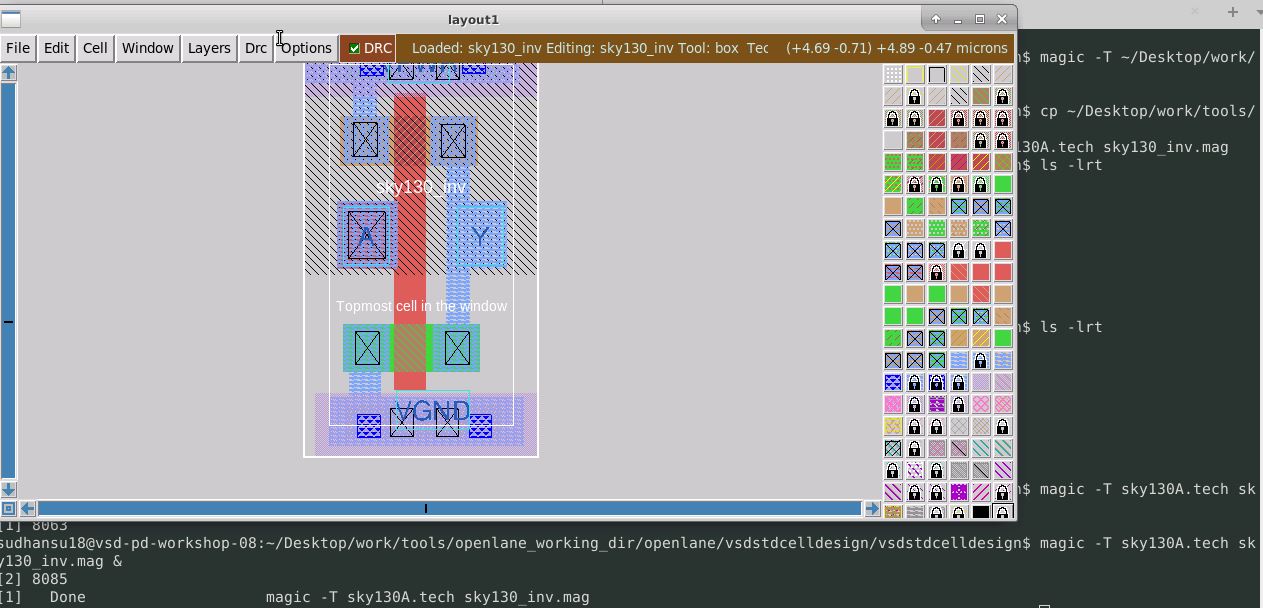 layout1
File Edit Cell Window Layers Drc Options DRC Loaded: sky130_inv Editing: sky130_inv Tool: box Tec (+4.69 -0.71) +4.89 -0.47 microns
n$ magic -T ~/Desktop/work/
n$ cp ~/Desktop/work/tools/
130A.tech sky130_inv.mag
n$ ls -lrt
sky130_inv
A Y
Topmost cell in the window
n$ ls -lrt
VGND
n$ magic -T sky130A.tech sk
[1] 8063
sudhansu18@vsd-pd-workshop-08:~/Desktop/work/tools/openlane_working_dir/openlane/vsdstdcelldesign/vsdstdcelldesign$ magic -T sky130A.tech sk
y130_inv.mag &
[2] 8085
[1] Done magic -T sky130A.tech sky130_inv.mag